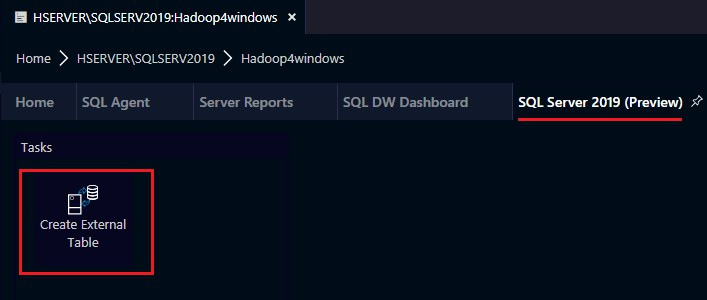 HSERVER\SQLSERV2019:Hadoop4windows
Home HSERVER\SQLSERV2019 Hadoop4windows
Home SQL Agent Server Reports SQL DW Dashboard SQL Server 2019 (Preview)
Tasks
Create External
Table